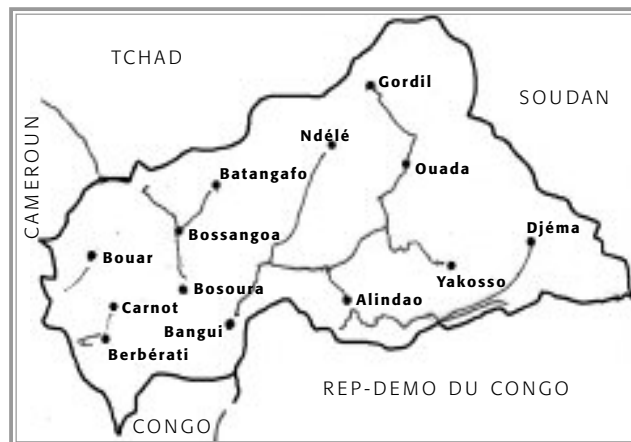 TCHAD
Gordil
SOUDAN
Ndélé
Ouada
CAMEROUN
Batangafo
Djéma
Bossangoa
Bouar
Yakosso
Bosoura
Carnot
Alindao
Bangui
Berbérati
REP-DEMO DU CONGO
CONGO